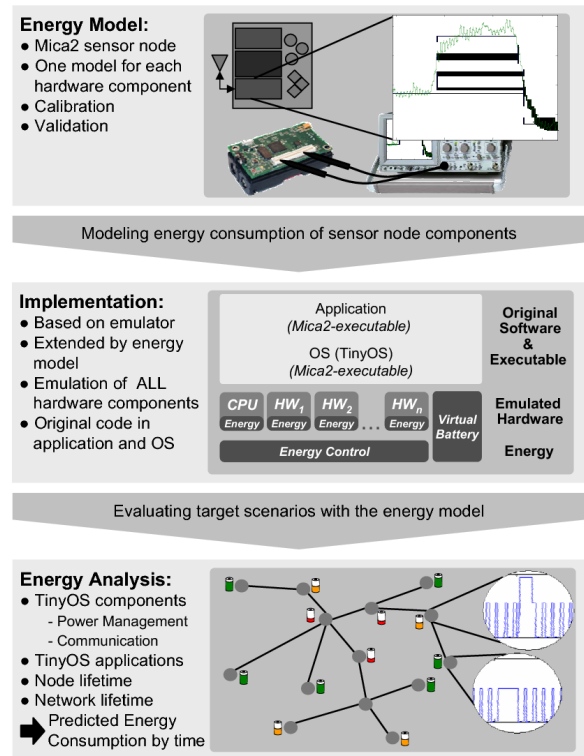 Energy Model:
● Mica2 sensor node
● One model for each
hardware component
● Calibration
● Validation
Modeling energy consumption of sensor node components
Implementation:
● Based on emulator
● Extended by energy
model
● Emulation of ALL
hardware components
● Original code in
application and OS
Application
(Mica2-executable)
OS (TinyOS)
(Mica2-executable)
Original
Software
&
Executable
CPU
Energy
HW1
Energy
HW2
Energy
...
HWn
Energy
Virtual
Battery
Emulated
Hardware
Energy Control
Energy
Evaluating target scenarios with the energy model
Energy Analysis:
● TinyOS components
- Power Management
- Communication
● TinyOS applications
● Node lifetime
● Network lifetime
Predicted Energy
Consumption by time